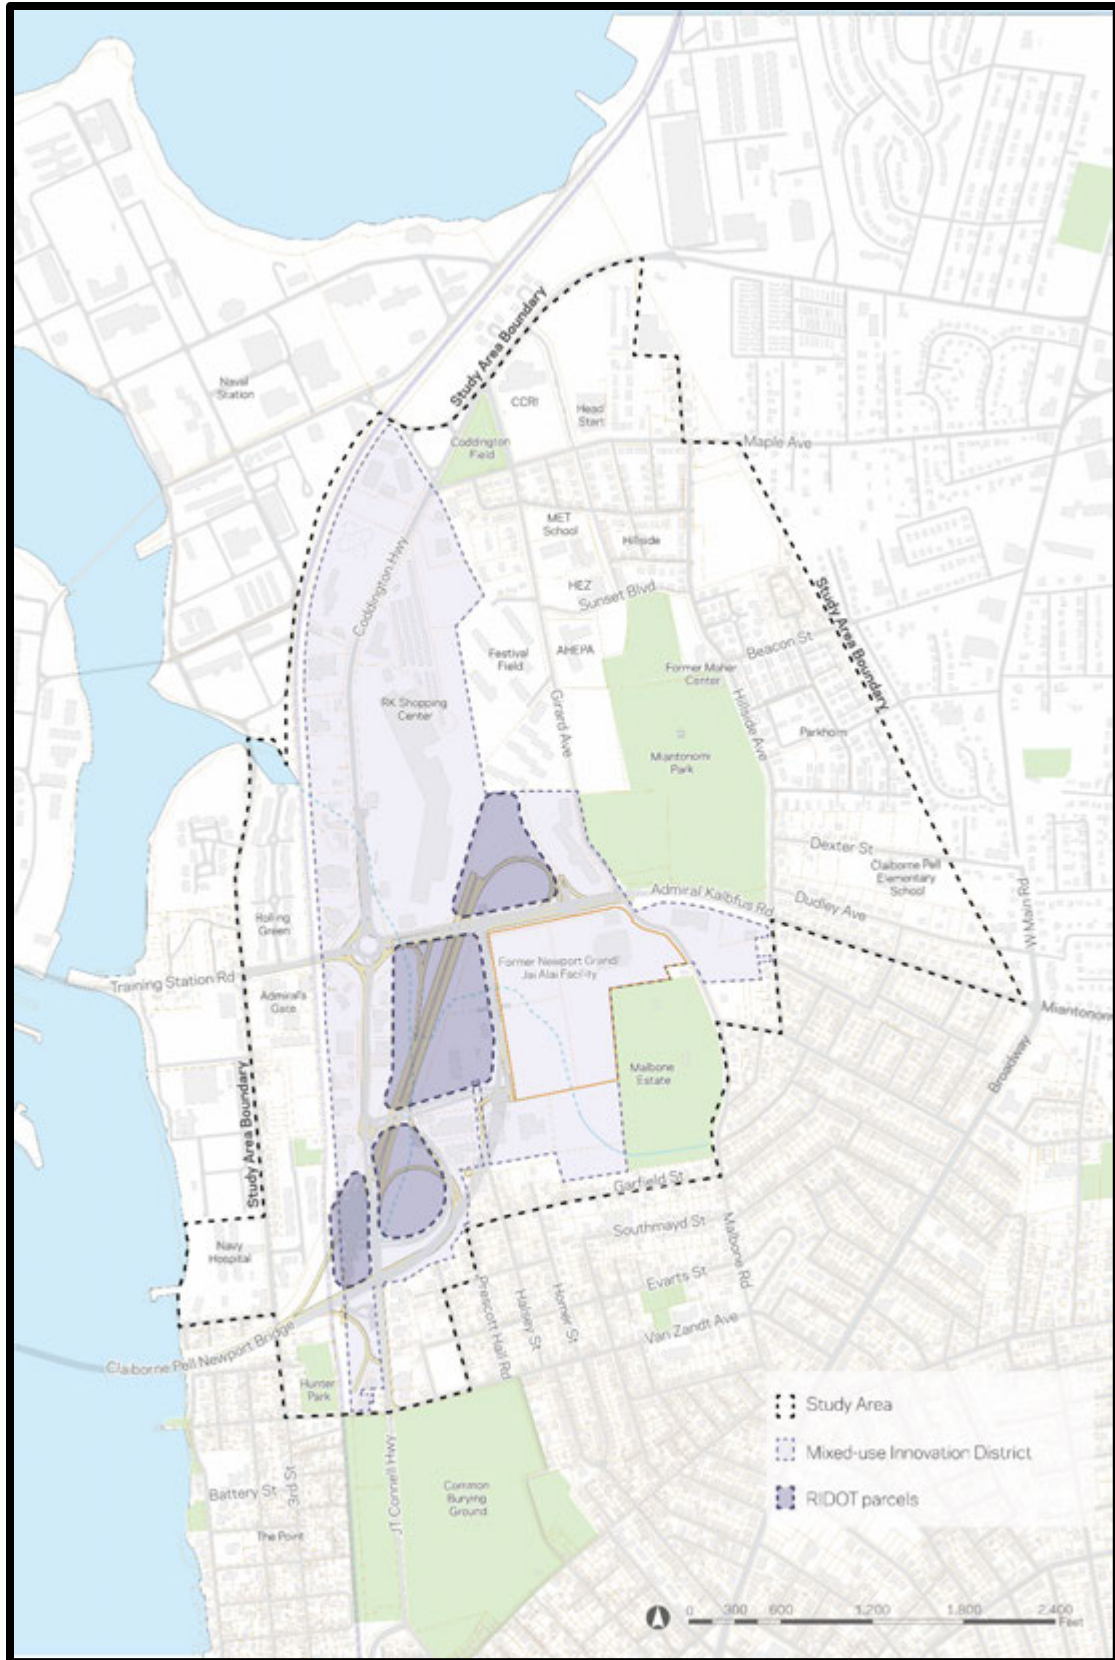 Study Area Boundary
Naval
Station
CCRI
Head
Start
Coddington
Field
Maple Ave
MET
School
Hillside
Coddington Hwy
HEZ
Sunset Blvd
Study Area Boundary
Festival
Field
AHEPA
Beacon St
Former Maher
Center
RK Shopping
Center
Girard Ave
Hillside Ave
Parkholm
Miantonomi
Park
Dexter St
Claiborne Pell
Elementary
School
Admiral Kalbfus Rd
Dudley Ave
W Main Rd
Rolling
Green
Former Newport Grand/
Jai Alai Facility
Training Station Rd
Admiral's
Gate
Miantonom
Malbone
Estate
Broadway
Study Area Boundary
Garfield St
Southmayd St
Malbone Rd
Navy
Hospital
Evarts St
Prescott Hall Rd
Halsey St
Homer St
Van Zandt Ave
Claiborne Pell Newport Bridge
Hunter
Park
Study Area
Mixed-use Innovation District
RIDOT parcels
JT Connell Hwy
Common
Burying
Ground
Battery St
3rd St
The Point
0 300 600 1,200 1,800 2,400
Feet